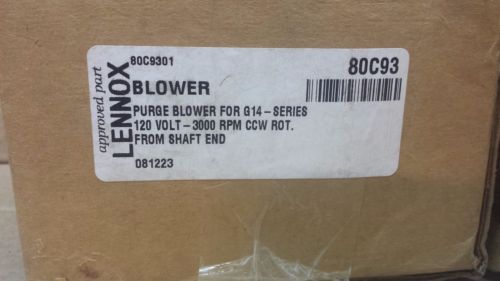 approved part
LENNOX
80C9301
80C93
BLOWER
PURGE BLOWER FOR G14-SERIES
120 VOLT-3000 RPM CCW ROT.
FROM SHAFT END
081223